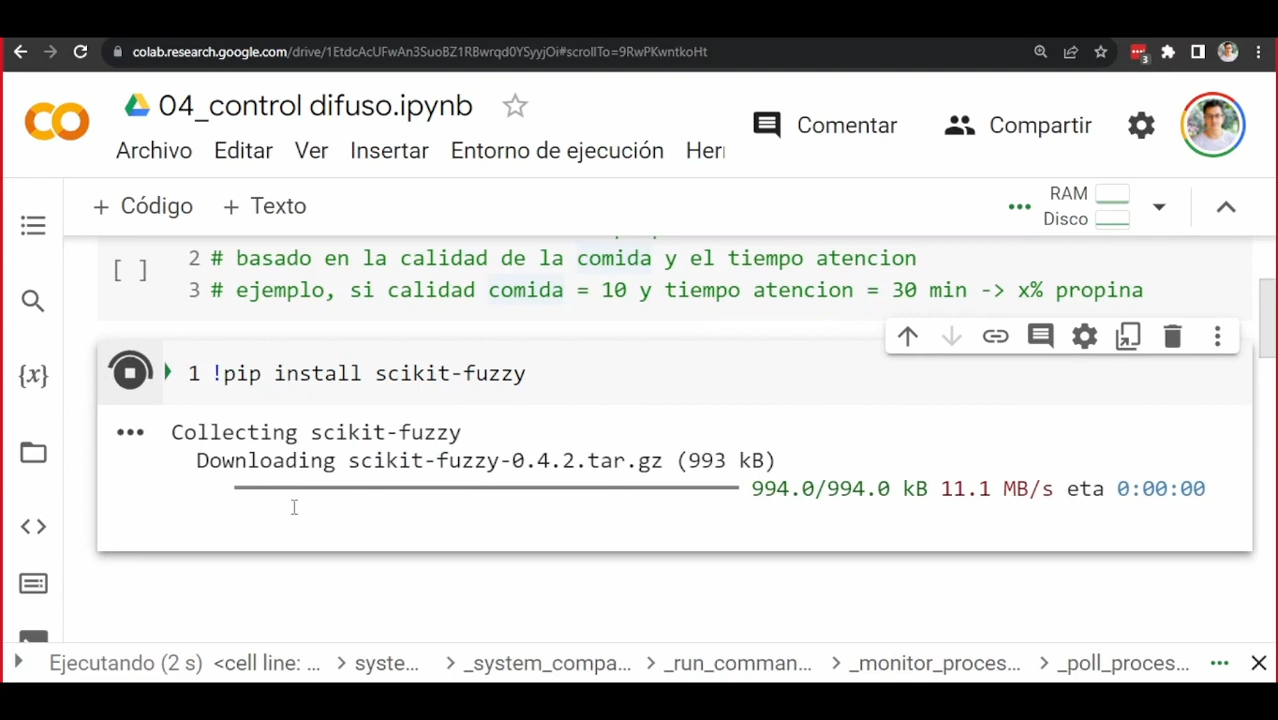 colab.research.google.com/drive/1EtdcAcUFwAn3SuoBZ1RBwrqd0YSyyjOi#scrollTo=9RwPKwntkoHt
3
04_control difuso.ipynb
Comentar
Compartir
Archivo Editar Ver Insertar Entorno de ejecución Her
+ Código + Texto
RAM
Disco
[ ] 2 # basado en la calidad de la comida y el tiempo atencion
3 # ejemplo, si calidad comida = 10 y tiempo atencion = 30 min -> x% propina
{x}
1 !pip install scikit-fuzzy
Collecting scikit-fuzzy
Downloading scikit-fuzzy-0.4.2.tar.gz (993 kB)
994.0/994.0 kB 11.1 MB/s eta 0:00:00
Ejecutando (2 s) <cell line: ... > syste... > _system_compa... > _run_comman... > _monitor_proces... > _poll_proces...